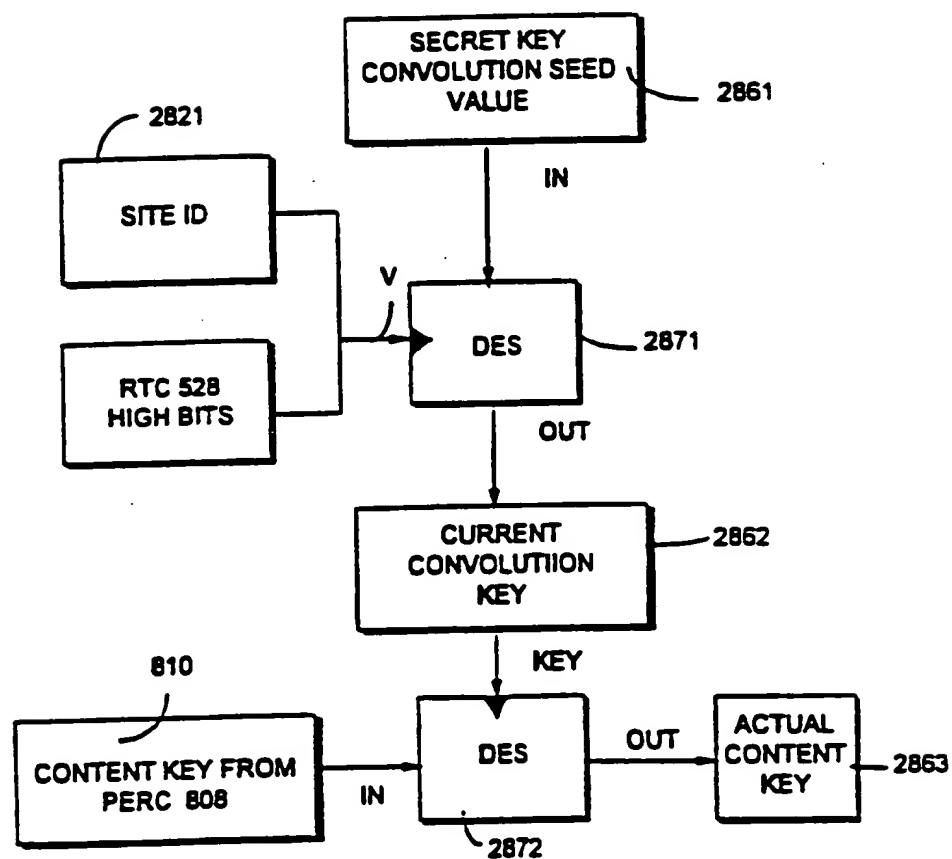 SECRET KEY
CONVOLUTION SEED
VALUE
2861
2821
IN
SITE ID
V
DES
2871
RTC 528
HIGH BITS
OUT
CURRENT
CONVOLUTIION
KEY
2862
KEY
810
CONTENT KEY FROM
PERC 808
IN
DES
OUT
ACTUAL
CONTENT
KEY
2863
2872